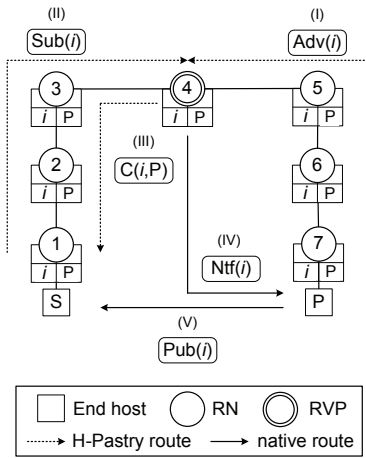 (II) (I)
Sub(i) Adv(i)
3 4 5
i P i P i P
(III)
2 C(i,P) 6
i P i P
(IV)
1 Ntf(i) 7
i P i P
S P
(V)
Pub(i)
End host RN RVP
H-Pastry route native route